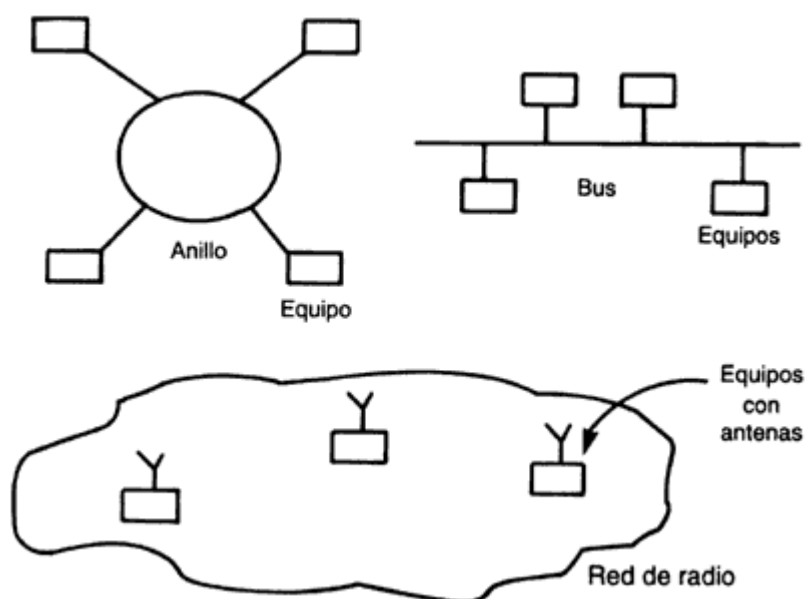 Anillo
Equipo
Bus
Equipos
Equipos
con
antenas
Red de radio